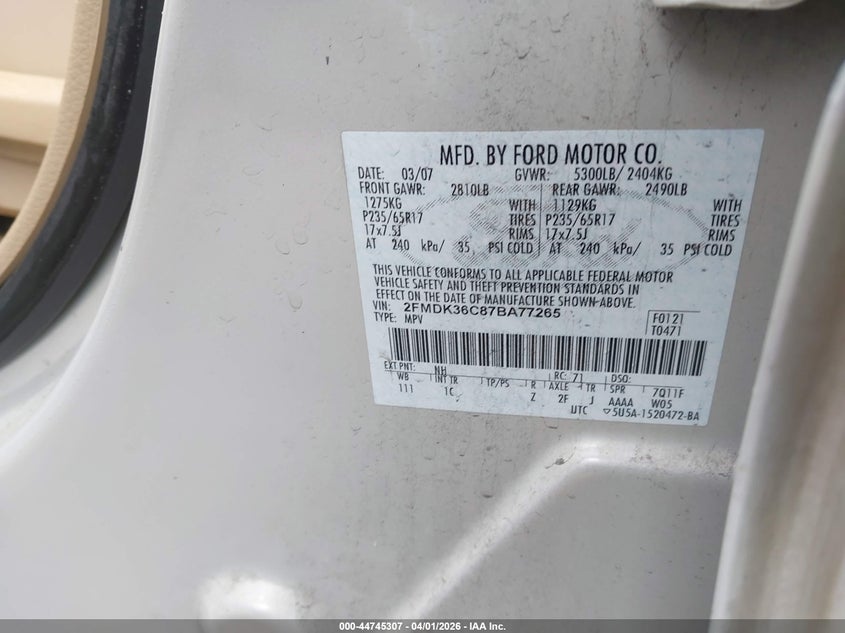 MFD. BY FORD MOTOR CO.
DATE: 03/07 GVWR: 5300LB/ 2404KG
FRONT GAWR: 2810LB REAR GAWR: 2490LB
1275KG WITH 1129KG WITH
P235/65R17 TIRES P235/65R17 TIRES
17x7.5J RIMS 17x7.5J RIMS
AT 240 kPa/ 35 PSI COLD AT 240 kPa/ 35 PSI COLD
THIS VEHICLE CONFORMS TO ALL APPLICABLE FEDERAL MOTOR
VEHICLE SAFETY AND THEFT PREVENTION STANDARDS IN
EFFECT ON THE DATE OF MANUFACTURE SHOWN ABOVE.
VIN: 2FMDK36C87BA77265 F0121
TYPE: MPV T0471
EXT PNT: NH RC: 71 DSO:
WB INT TR TP/PS R AXLE TR SPR 7Q11F
111 1C Z 2F J AAAA W05
UTC ▽5U5A-1520472-BA
000-44745307 - 04/01/2026 - IAA Inc.